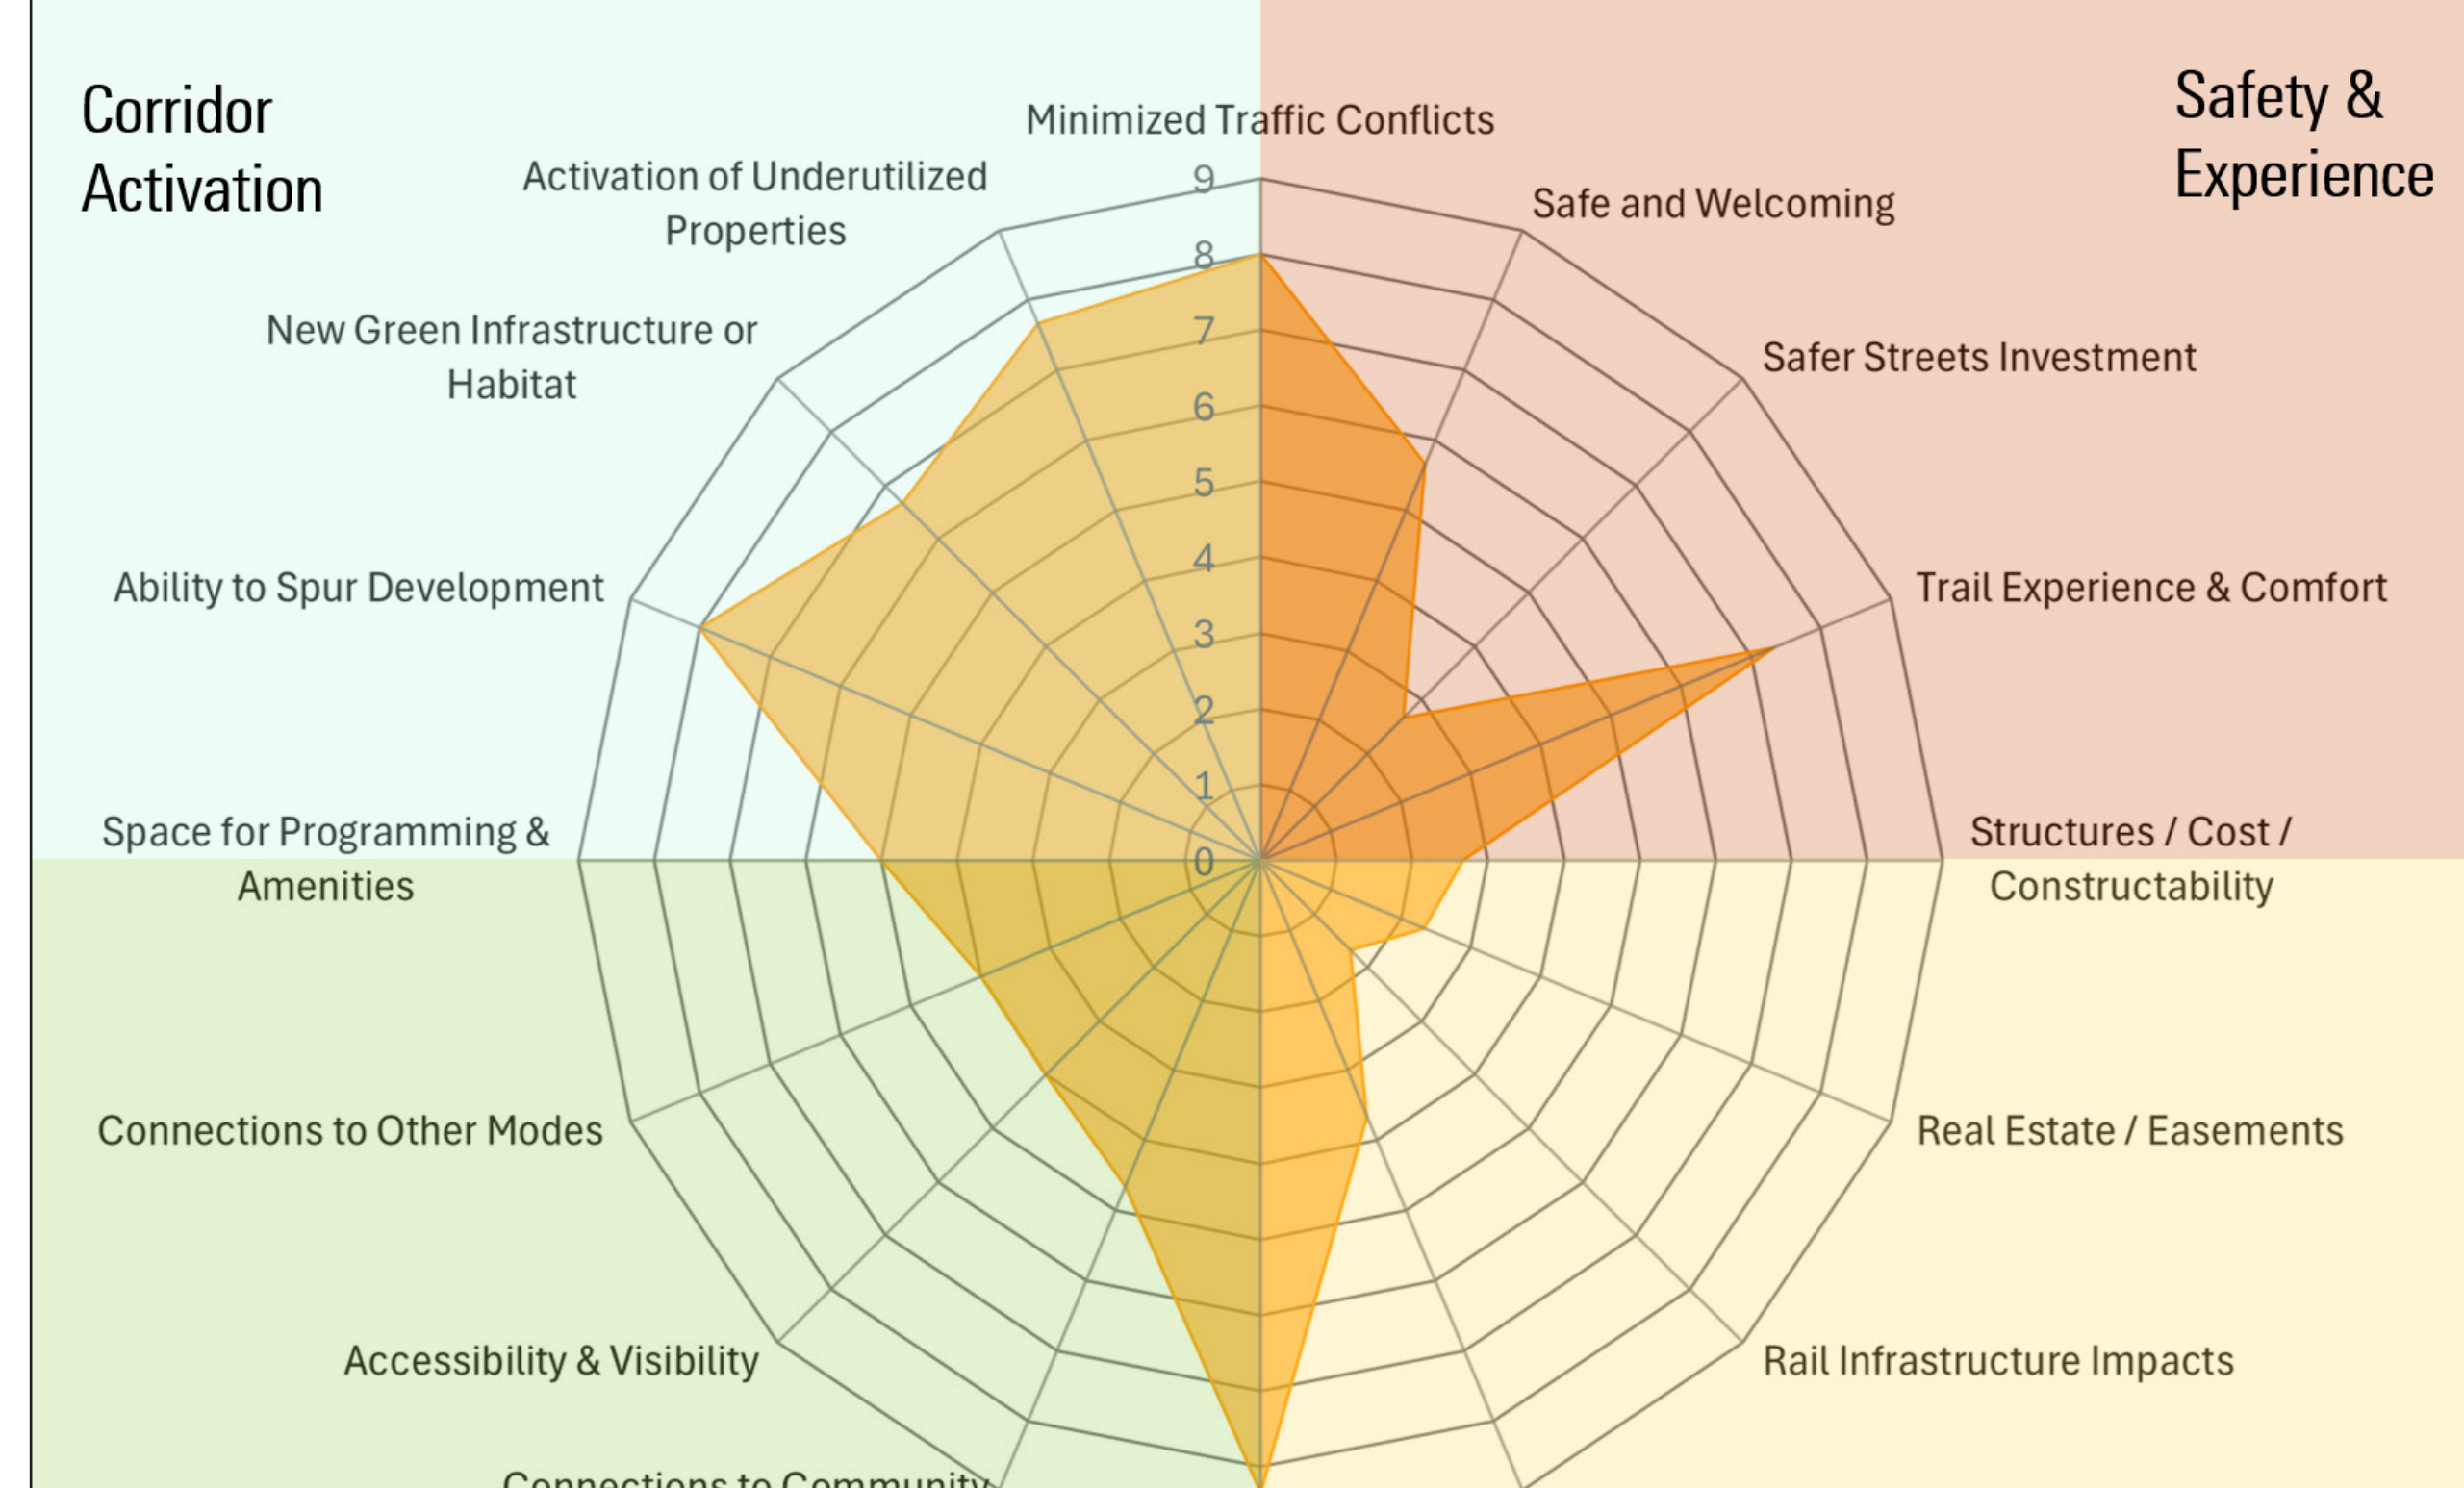 Corridor
Activation
Safety &
Experience
Minimized Traffic Conflicts
Activation of Underutilized
Properties
Safe and Welcoming
New Green Infrastructure or
Habitat
Safer Streets Investment
Ability to Spur Development
Trail Experience & Comfort
Space for Programming &
Amenities
Structures / Cost /
Constructability
Connections to Other Modes
Real Estate / Easements
Accessibility & Visibility
Rail Infrastructure Impacts
Connections to Community
9
8
7
6
5
4
3
2
1
0